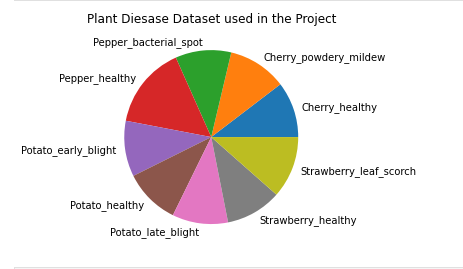 Plant Diesase Dataset used in the Project
Pepper_bacterial_spot
Cherry_powdery_mildew
Pepper_healthy
Cherry_healthy
Potato_early_blight
Strawberry_leaf_scorch
Potato_healthy
Strawberry_healthy
Potato_late_blight